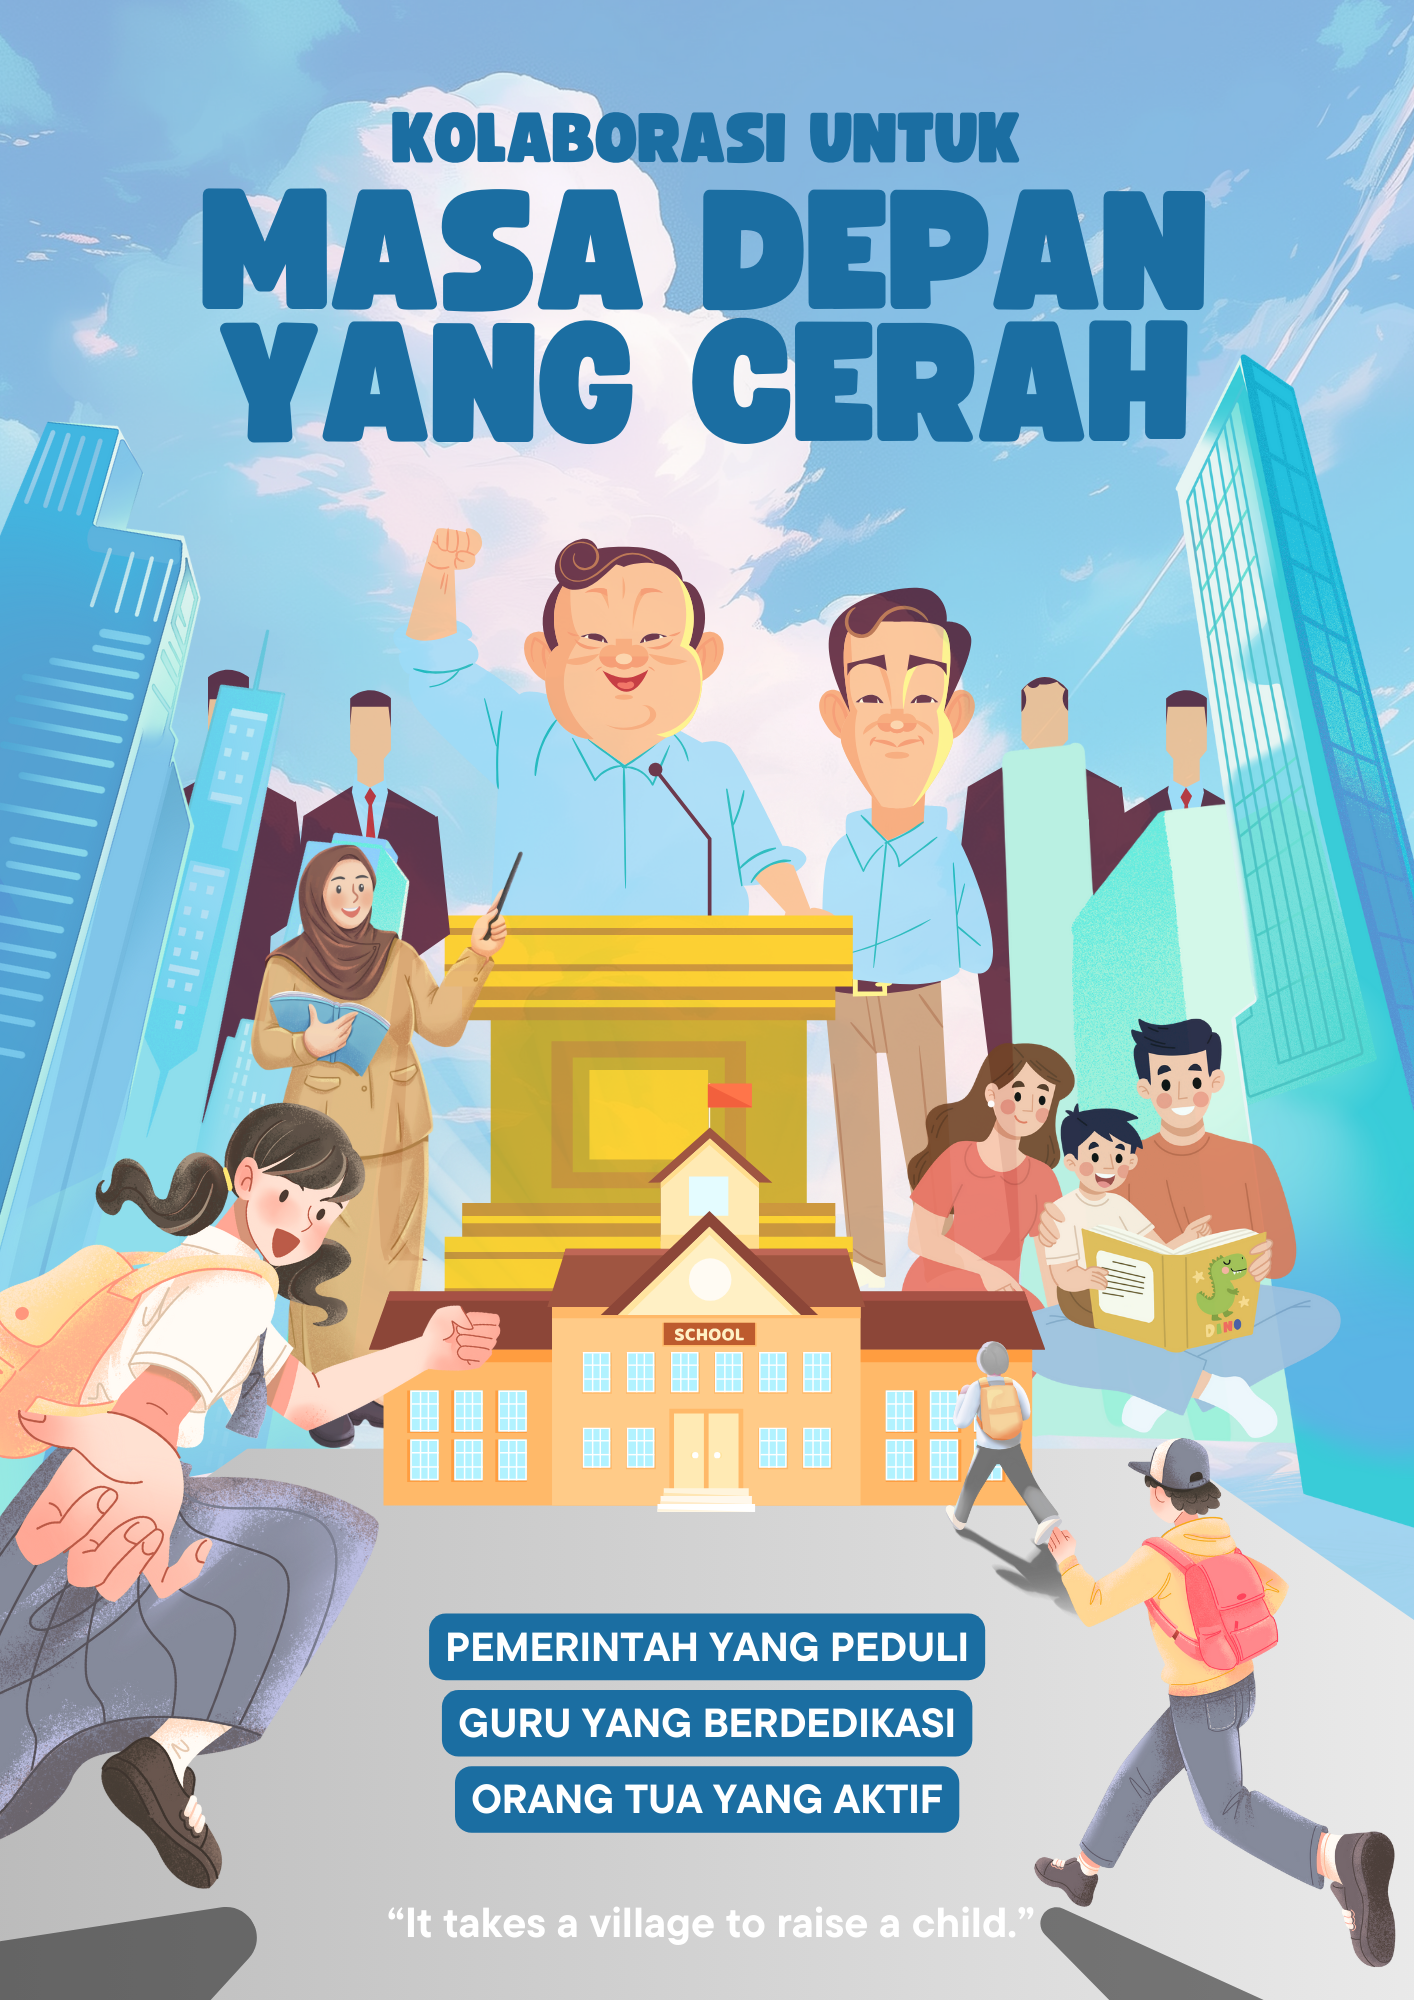 KOLABORASI UNTUK
MASA DEPAN
YANG CERAH
SCHOOL
DINO
PEMERINTAH YANG PEDULI
GURU YANG BERDEDIKASI
ORANG TUA YANG AKTIF
“It takes a village to raise a child.”